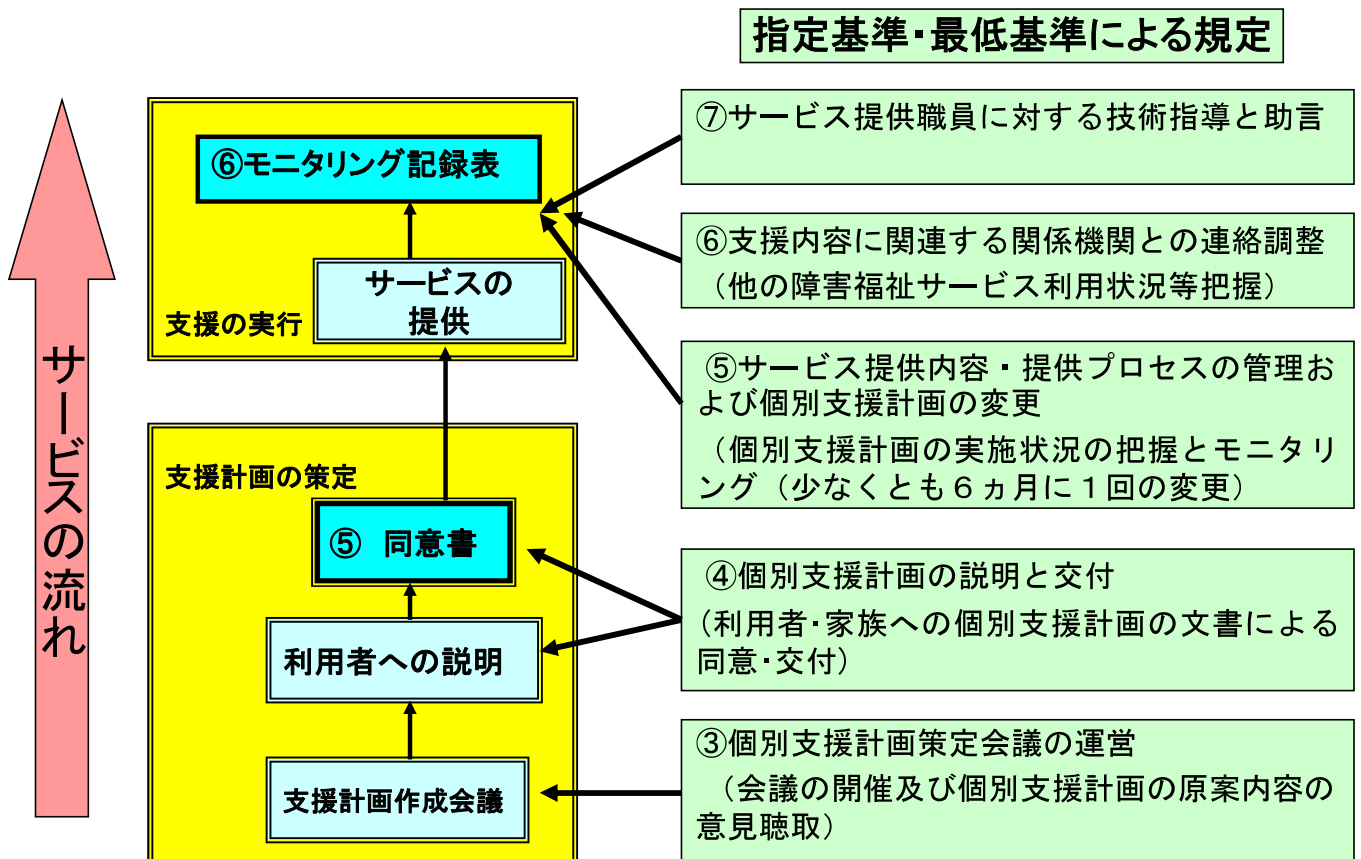 指定基準・最低基準による規定
サービスの流れ
⑥モニタリング記録表
サービスの
提供
支援の実行
支援計画の策定
⑤ 同意書
利用者への説明
支援計画作成会議
⑦サービス提供職員に対する技術指導と助言
⑥支援内容に関連する関係機関との連絡調整
（他の障害福祉サービス利用状況等把握）
⑤サービス提供内容・提供プロセスの管理お
よび個別支援計画の変更
（個別支援計画の実施状況の把握とモニタリ
ング（少なくとも６ヵ月に１回の変更）
④個別支援計画の説明と交付
（利用者・家族への個別支援計画の文書による
同意・交付）
③個別支援計画策定会議の運営
（会議の開催及び個別支援計画の原案内容の
意見聴取）